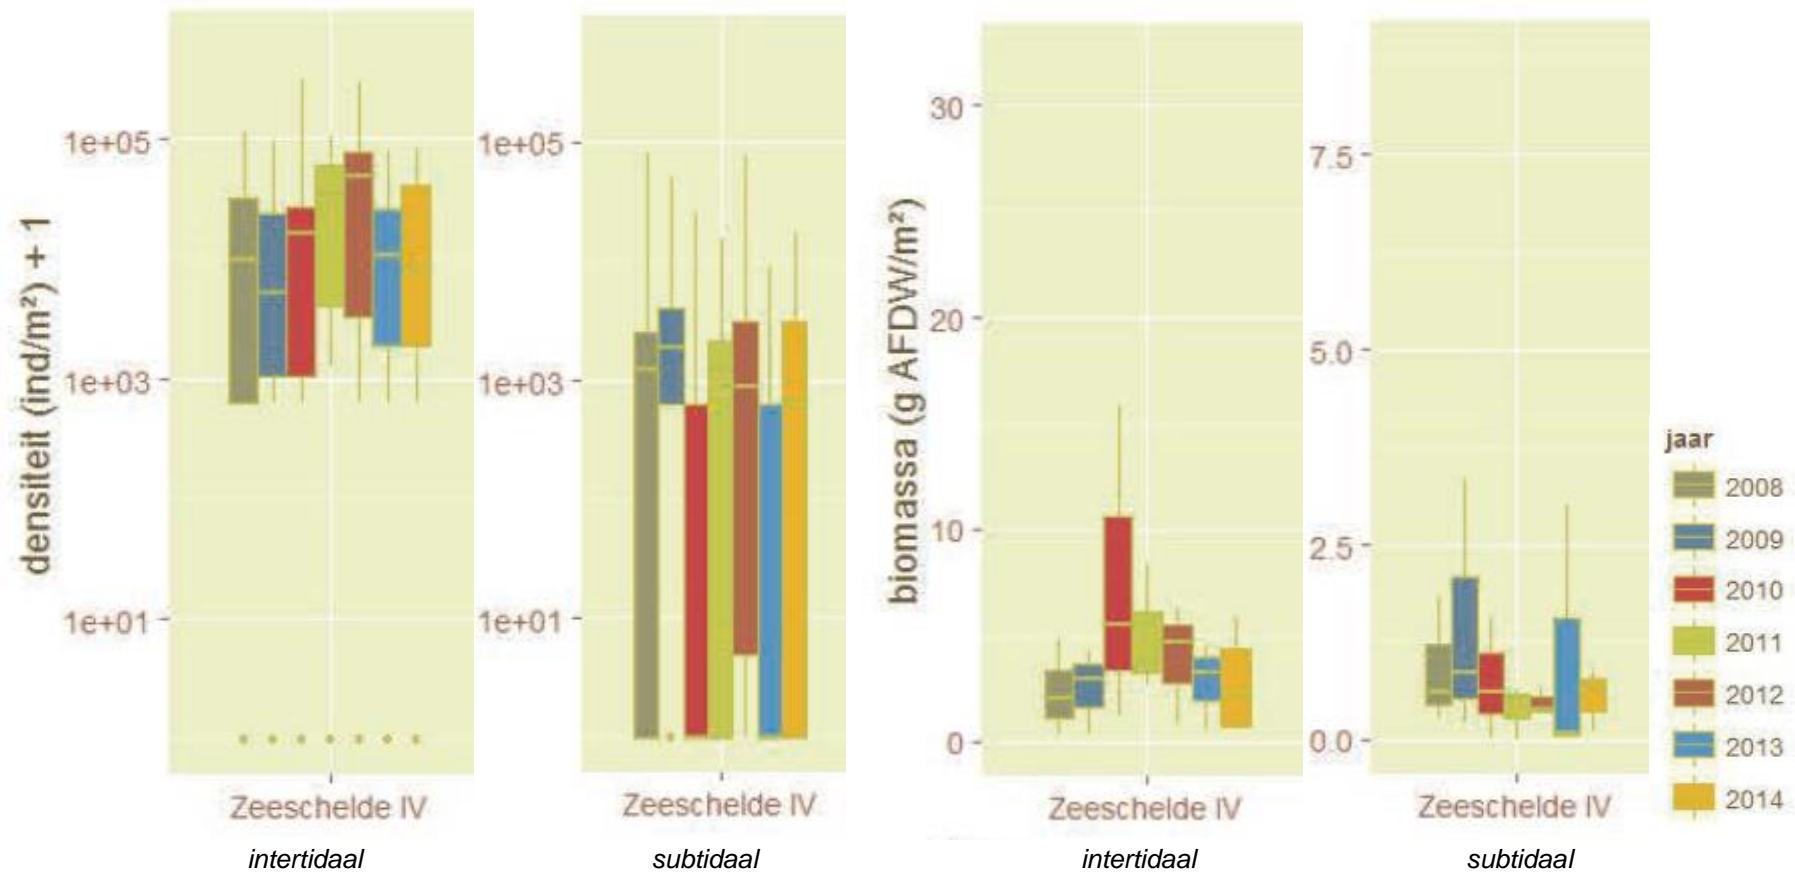 densiteit (ind/m²) + 1
1e+05
1e+03
1e+01
Zeeschelde IV
intertidaal
1e+05
1e+03
1e+01
Zeeschelde IV
subtidaal
biomassa (g AFDW/m²)
30
20
10
0
Zeeschelde IV
intertidaal
7.5
5.0
2.5
0.0
Zeeschelde IV
subtidaal
jaar
2008
2009
2010
2011
2012
2013
2014